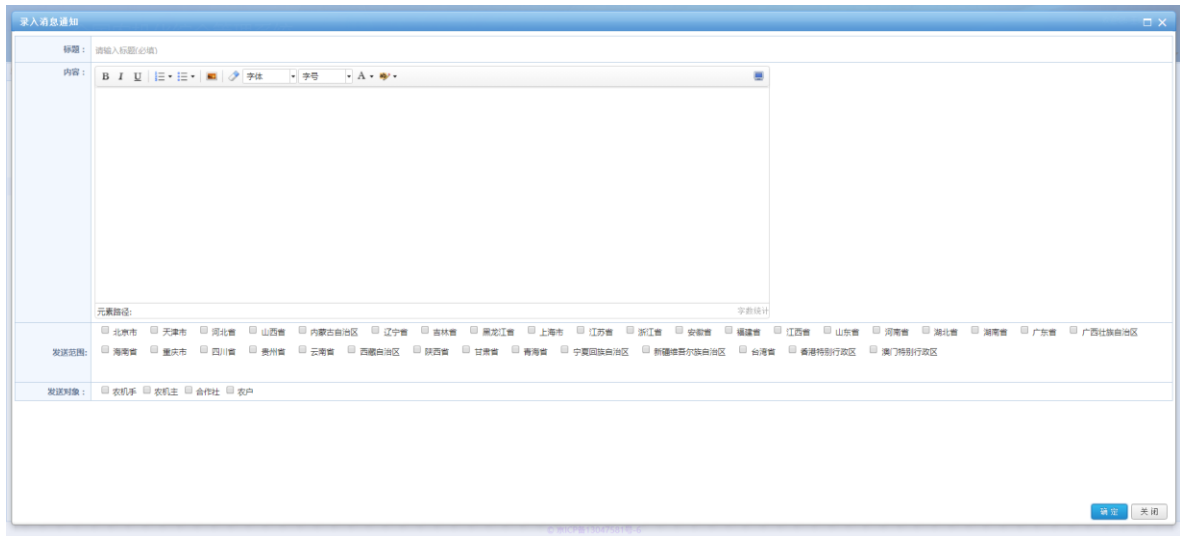 录入消息通知
标题： 请输入标题(必填)
内容： B I U 字体 字号 A
元素路径: 字数统计
北京市 天津市 河北省 山西省 内蒙古自治区 辽宁省 吉林省 黑龙江省 上海市 江苏省 浙江省 安徽省 福建省 江西省 山东省 河南省 湖北省 湖南省 广东省 广西壮族自治区
发送范围: 海南省 重庆市 四川省 贵州省 云南省 西藏自治区 陕西省 甘肃省 青海省 宁夏回族自治区 新疆维吾尔族自治区 台湾省 香港特别行政区 澳门特别行政区
发送对象： 农机手 农机主 合作社 农户
确定 关闭